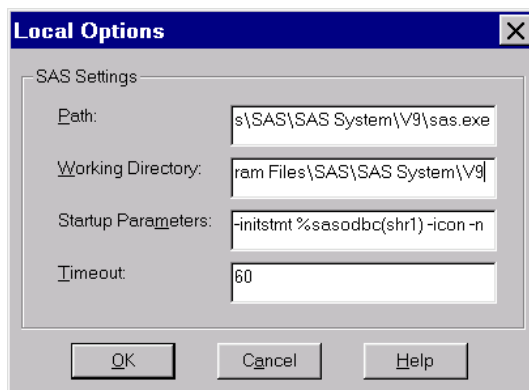 Local Options
SAS Settings
Path:
s\SAS\SAS System\V9\sas.exe
Working Directory:
ram Files\SAS\SAS System\V9
Startup Parameters:
-initstmt %sasodbc(shr1) -icon -n
Timeout:
60
OK
Cancel
Help